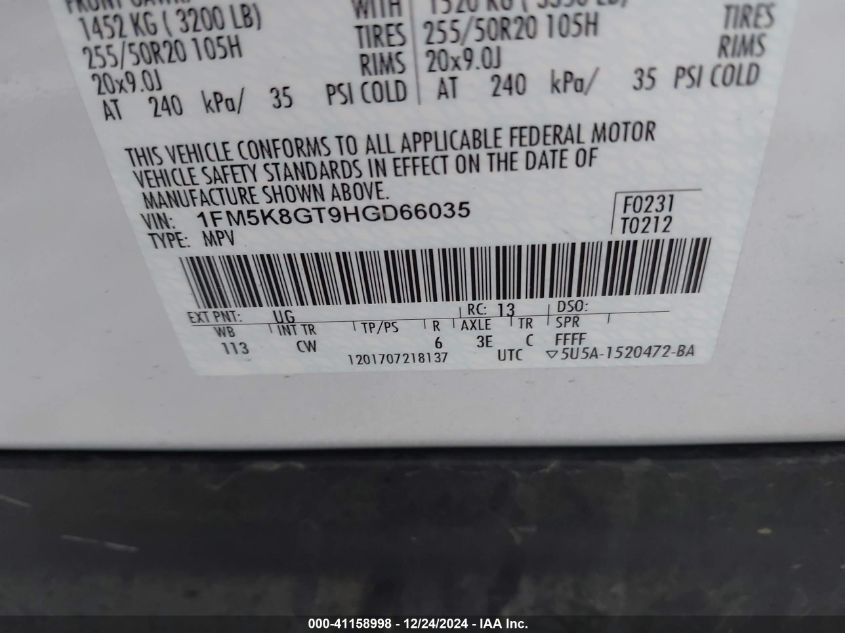 WITH
1452 KG ( 3200 LB) TIRES
255/50R20 105H RIMS
20x9.0J
AT 240 kPa/ 35 PSI COLD
TIRES
255/50R20 105H RIMS
20x9.0J
AT 240 kPa/ 35 PSI COLD
THIS VEHICLE CONFORMS TO ALL APPLICABLE FEDERAL MOTOR
VEHICLE SAFETY STANDARDS IN EFFECT ON THE DATE OF
MANUFACTURE SHOWN ABOVE.
VIN: 1FM5K8GT9HGD66035
TYPE: MPV
F0231
T0212
EXT PNT: UG RC: 13 DSO:
WB INT TR TP/PS R AXLE TR SPR
113 CW 6 3E C FFFF
1201707218137 UTC ▽5U5A-1520472-BA
000-41158998 - 12/24/2024 - IAA Inc.